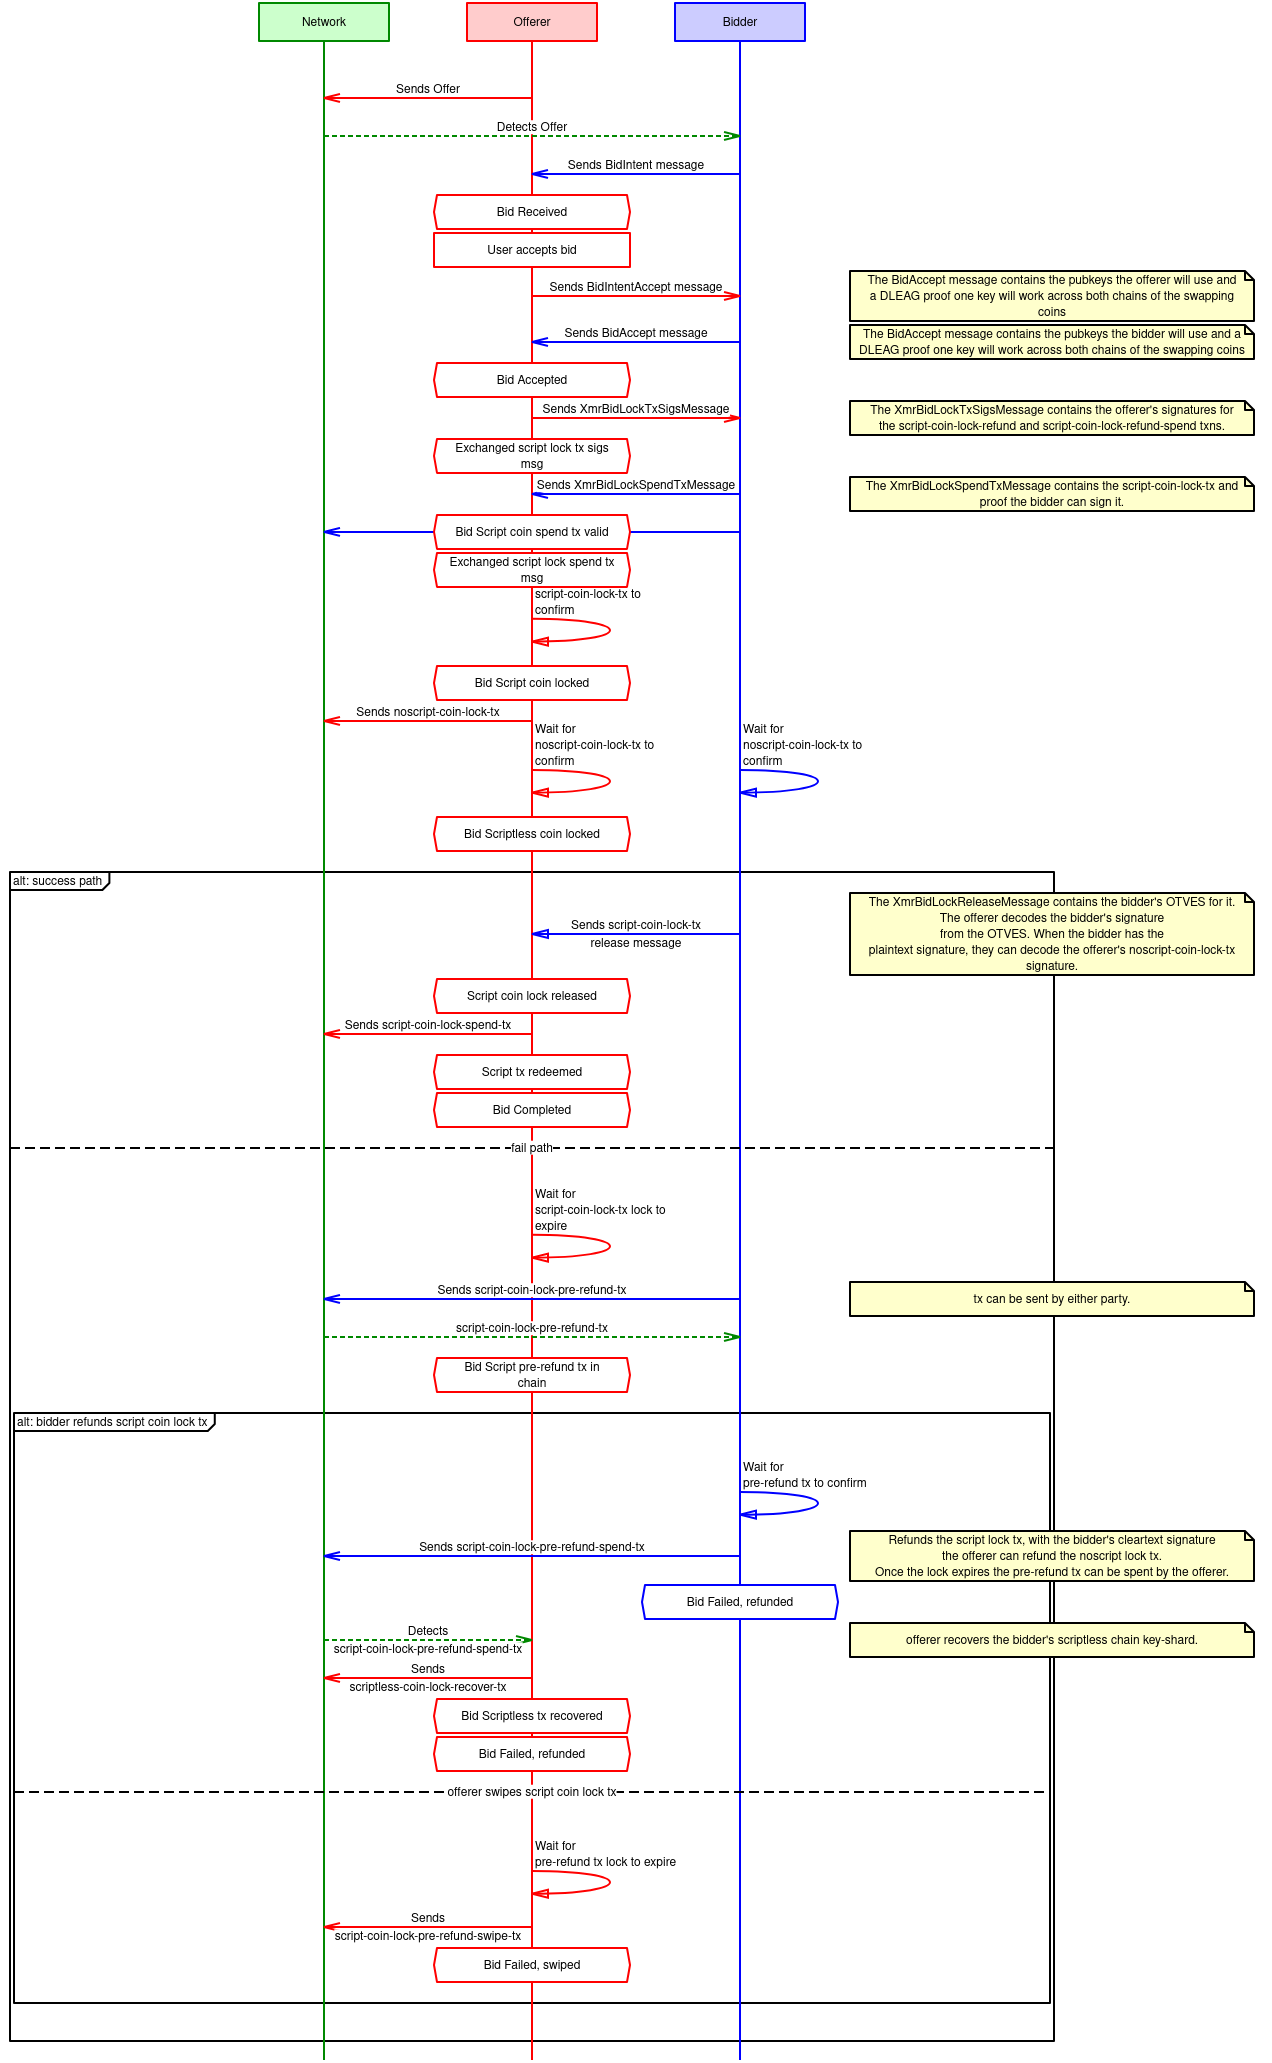 Network
Offerer
Bidder
Sends Offer
Detects Offer
Sends BidIntent message
Bid Received
User accepts bid
Sends BidIntentAccept message
The BidAccept message contains the pubkeys the offerer will use and
a DLEAG proof one key will work across both chains of the swapping
coins
Sends BidAccept message
The BidAccept message contains the pubkeys the bidder will use and a
DLEAG proof one key will work across both chains of the swapping coins
Bid Accepted
Sends XmrBidLockTxSigsMessage
The XmrBidLockTxSigsMessage contains the offerer's signatures for
the script-coin-lock-refund and script-coin-lock-refund-spend txns.
Exchanged script lock tx sigs
msg
Sends XmrBidLockSpendTxMessage
The XmrBidLockSpendTxMessage contains the script-coin-lock-tx and
proof the bidder can sign it.
Bid Script coin spend tx valid
Exchanged script lock spend tx
msg
script-coin-lock-tx to
confirm
Bid Script coin locked
Sends noscript-coin-lock-tx
Wait for
noscript-coin-lock-tx to
confirm
Wait for
noscript-coin-lock-tx to
confirm
Bid Scriptless coin locked
alt: success path
The XmrBidLockReleaseMessage contains the bidder's OTVES for it.
The offerer decodes the bidder's signature
from the OTVES. When the bidder has the
plaintext signature, they can decode the offerer's noscript-coin-lock-tx
signature.
Sends script-coin-lock-tx
release message
Script coin lock released
Sends script-coin-lock-spend-tx
Script tx redeemed
Bid Completed
fail path
Wait for
script-coin-lock-tx lock to
expire
Sends script-coin-lock-pre-refund-tx
tx can be sent by either party.
script-coin-lock-pre-refund-tx
Bid Script pre-refund tx in
chain
alt: bidder refunds script coin lock tx
Wait for
pre-refund tx to confirm
Sends script-coin-lock-pre-refund-spend-tx
Refunds the script lock tx, with the bidder's cleartext signature
the offerer can refund the noscript lock tx.
Once the lock expires the pre-refund tx can be spent by the offerer.
Bid Failed, refunded
Detects
script-coin-lock-pre-refund-spend-tx
offerer recovers the bidder's scriptless chain key-shard.
Sends
scriptless-coin-lock-recover-tx
Bid Scriptless tx recovered
Bid Failed, refunded
offerer swipes script coin lock tx
Wait for
pre-refund tx lock to expire
Sends
script-coin-lock-pre-refund-swipe-tx
Bid Failed, swiped